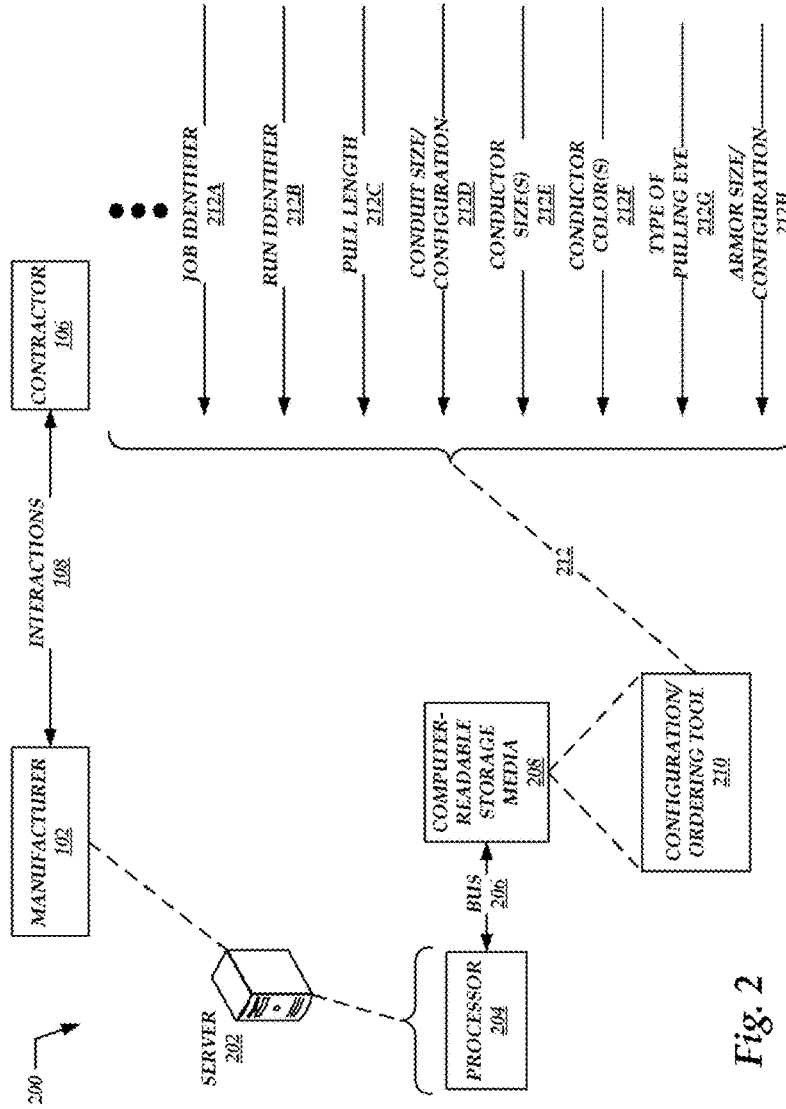 200
MANUFACTURER
102
INTERACTIONS
108
CONTRACTOR
106
SERVER
202
PROCESSOR
204
BUS
206
COMPUTER-
READABLE
STORAGE
MEDIA
208
CONFIGURATION/
ORDERING TOOL
210
212
JOB IDENTIFIER
212A
RUN IDENTIFIER
212B
PULL LENGTH
212C
CONDUIT SIZE/
CONFIGURATION
212D
CONDUCTOR
SIZE(S)
212E
CONDUCTOR
COLOR(S)
212F
TYPE OF
PULLING EYE
212G
ARMOR SIZE/
CONFIGURATION
212H
Fig. 2